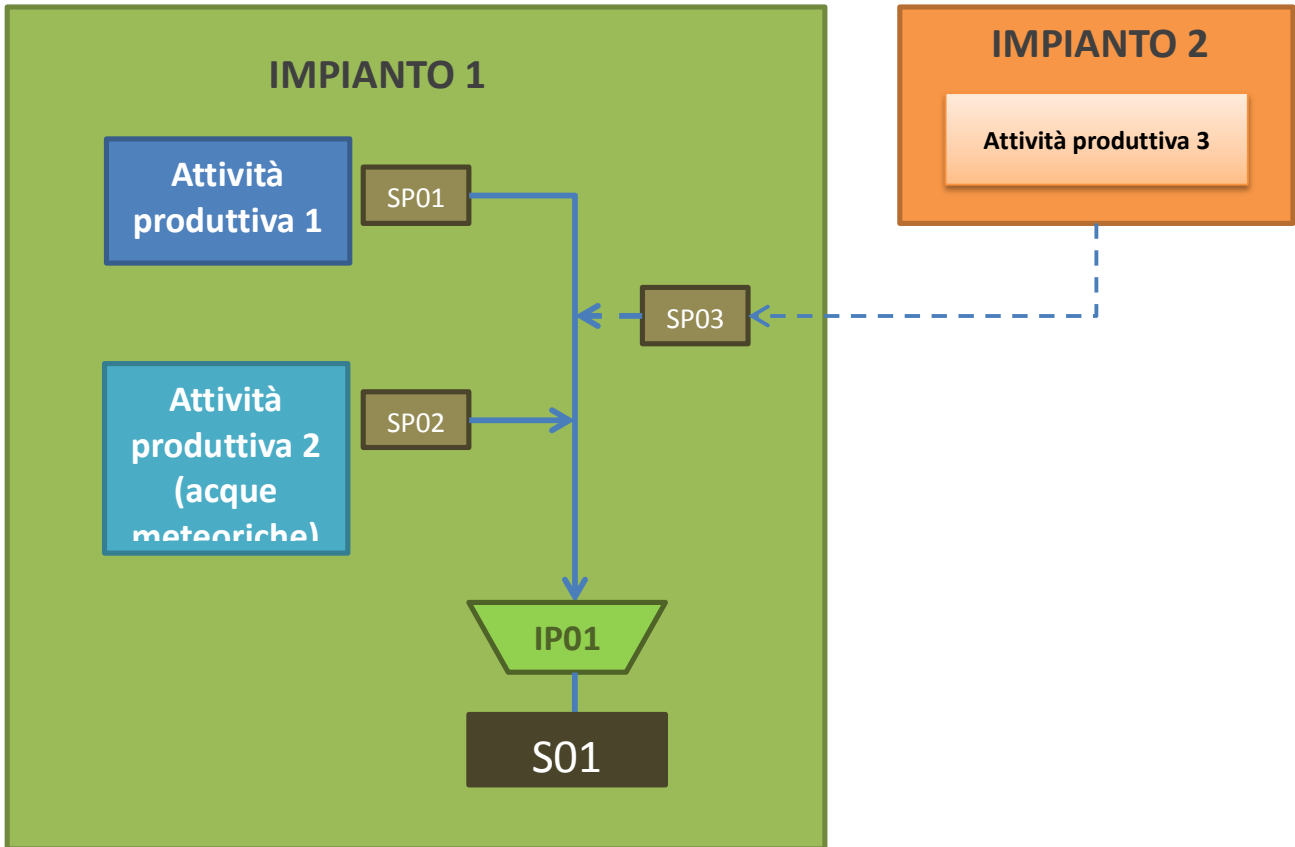 IMPIANTO 1
Attività
produttiva 1
SP01
SP03
Attività
produttiva 2
(acque
meteoriche)
SP02
IP01
S01
IMPIANTO 2
Attività produttiva 3